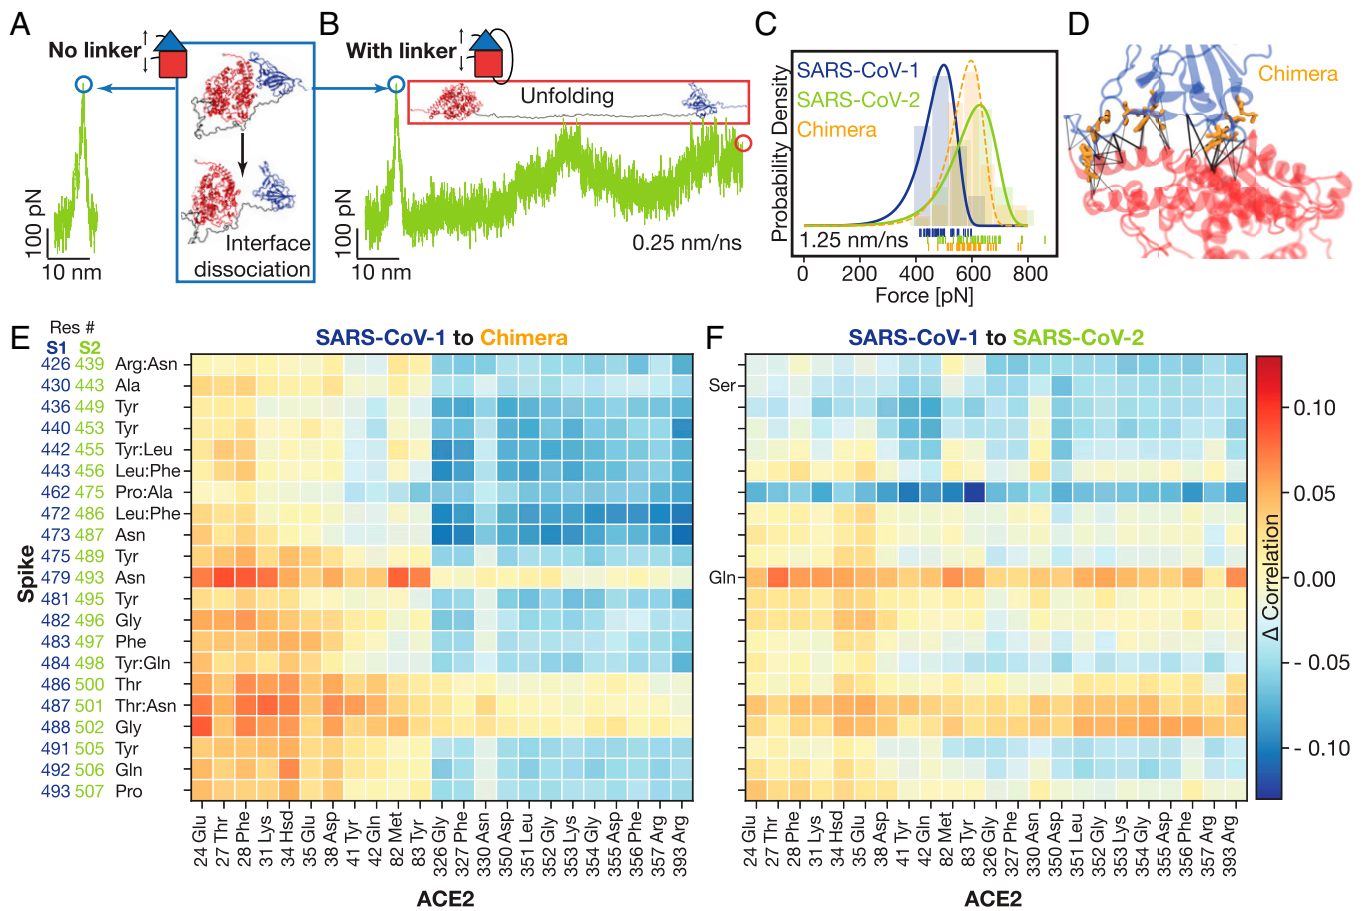 A
No linker
100 pN
10 nm
Interface
dissociation
B
With linker
Unfolding
100 pN
10 nm
0.25 nm/ns
C
Probability Density
SARS-CoV-1
SARS-CoV-2
Chimera
1.25 nm/ns
0 200 400 600 800
Force [pN]
D
Chimera
E
Res #
S1 S2
SARS-CoV-1 to Chimera
Spike
426 439 Arg:Asn
430 443 Ala
436 449 Tyr
440 453 Tyr
442 455 Tyr:Leu
443 456 Leu:Phe
462 475 Pro:Ala
472 486 Leu:Phe
473 487 Asn
475 489 Tyr
479 493 Asn
481 495 Tyr
482 496 Gly
483 497 Phe
484 498 Tyr:Gln
486 500 Thr
487 501 Thr:Asn
488 502 Gly
491 505 Tyr
492 506 Gln
493 507 Pro
24 Glu
27 Thr
28 Phe
31 Lys
34 Hsd
35 Glu
38 Asp
41 Tyr
42 Gln
82 Met
83 Tyr
326 Gly
327 Phe
330 Asn
350 Asp
351 Leu
352 Gly
353 Lys
354 Gly
355 Asp
356 Phe
357 Arg
393 Arg
ACE2
F
SARS-CoV-1 to SARS-CoV-2
Ser
Gln
24 Glu
27 Thr
28 Phe
31 Lys
34 Hsd
35 Glu
38 Asp
41 Tyr
42 Gln
82 Met
83 Tyr
326 Gly
327 Phe
330 Asn
350 Asp
351 Leu
352 Gly
353 Lys
354 Gly
355 Asp
356 Phe
357 Arg
393 Arg
ACE2
Δ Correlation
0.10
0.05
0.00
- 0.05
- 0.10